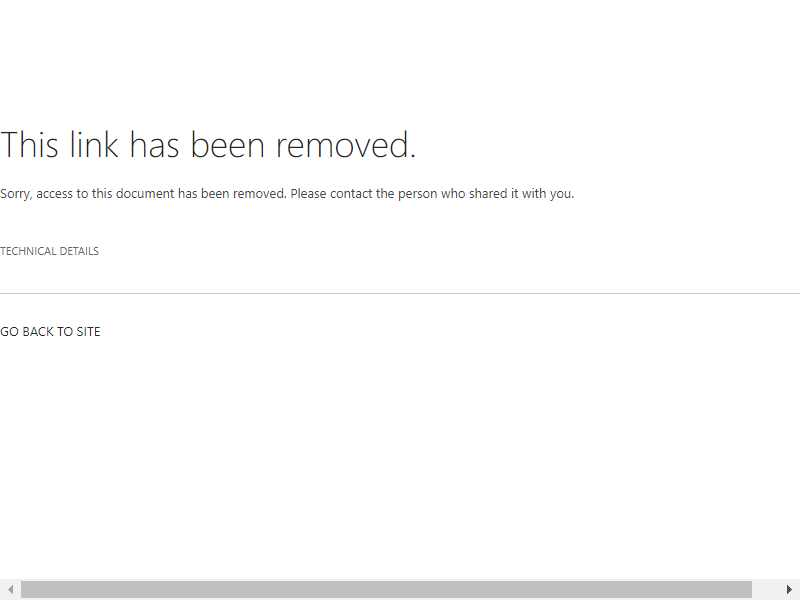 This link has been removed.
Sorry, access to this document has been removed. Please contact the person who shared it with you.
TECHNICAL DETAILS
GO BACK TO SITE